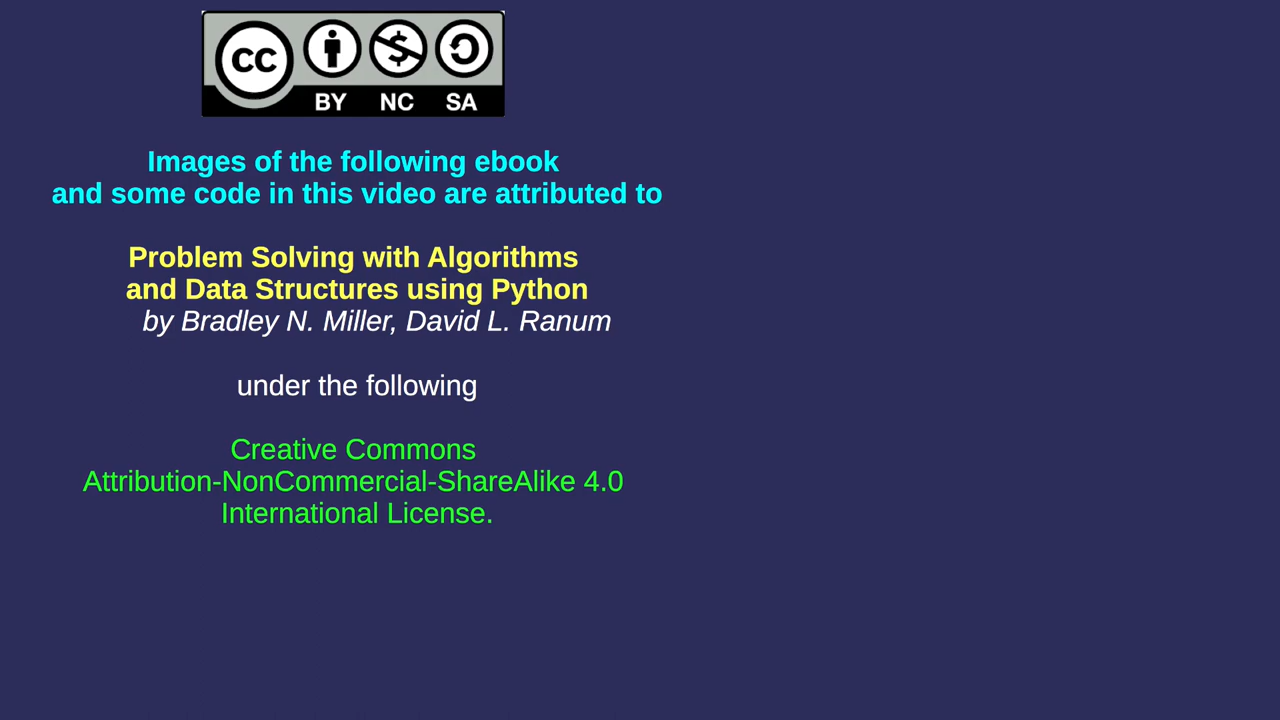 CC
BY NC SA
Images of the following ebook
and some code in this video are attributed to
Problem Solving with Algorithms
and Data Structures using Python
by Bradley N. Miller, David L. Ranum
under the following
Creative Commons
Attribution-NonCommercial-ShareAlike 4.0
International License.